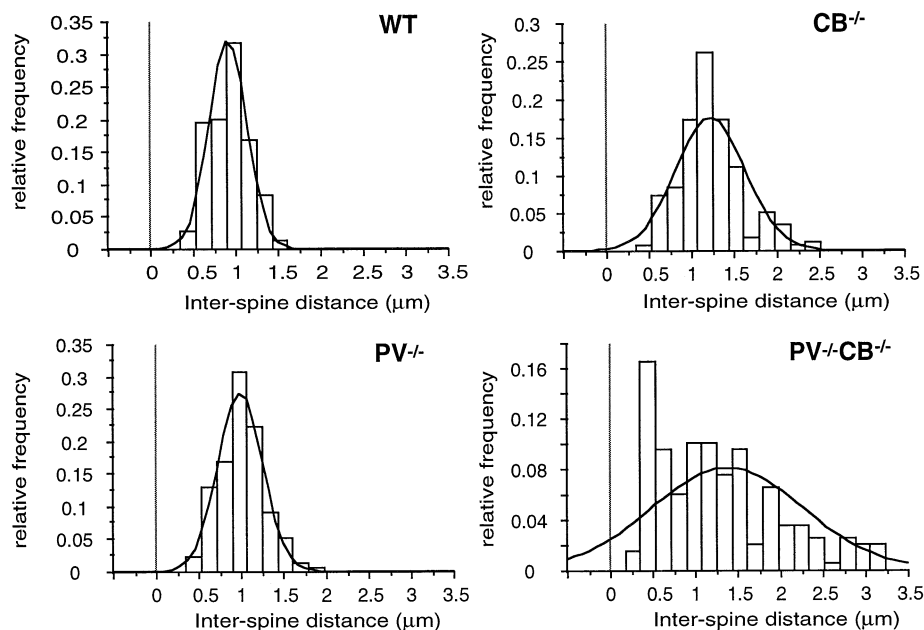 WT
0.35
0.3
0.25
0.2
0.15
0.1
0.05
0
relative frequency
0 0.5 1 1.5 2 2.5 3 3.5
Inter-spine distance (μm)
CB-/-
0.3
0..25
0.2
0.15
0.1
0.05
0
relative frequency
0 0.5 1 1.5 2 2.5 3 3.5
Inter-spine distance (μm)
PV-/-
0.35
0.3
0.25
0.2
0.15
0.1
0.05
0
relative frequency
0 0.5 1 1.5 2 2.5 3 3.5
Inter-spine distance (μm)
PV-/-CB-/-
0.16
0.12
0.08
0.04
0
relative frequency
0 0.5 1 1.5 2 2.5 3 3.5
Inter-spine distance (μm)